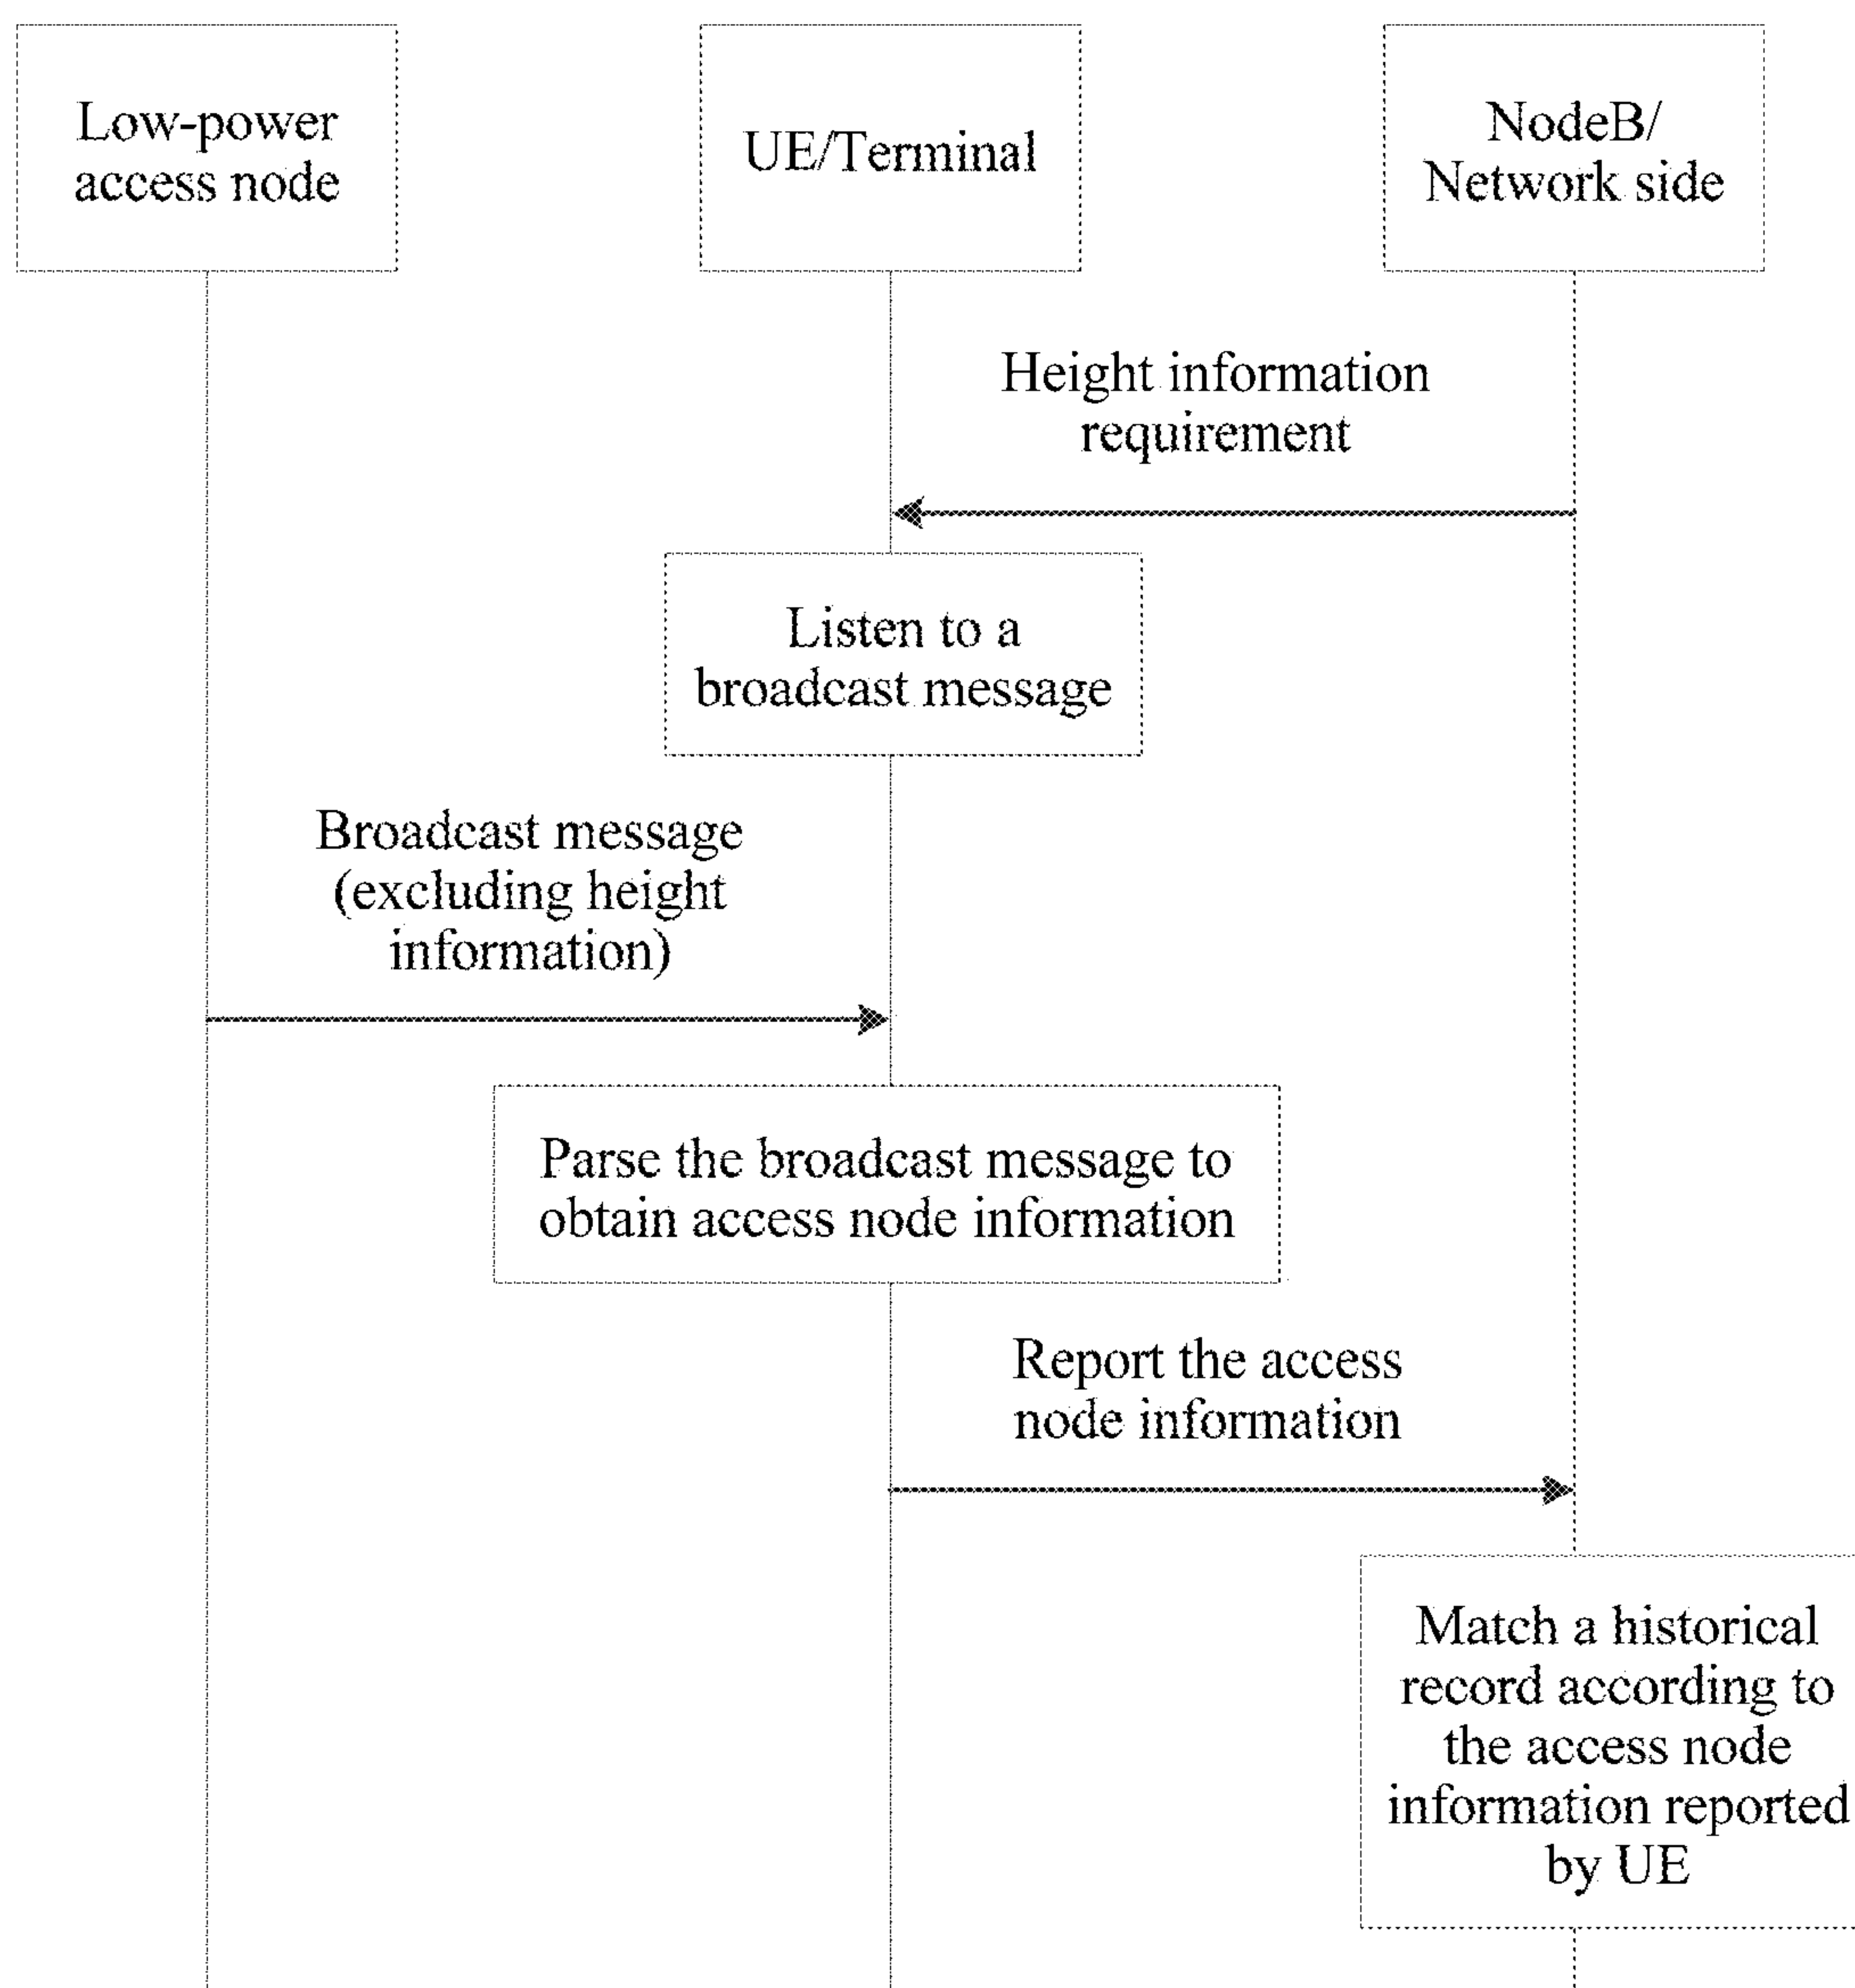 Low-power
access node
UE/Terminal
NodeB/
Network side
Height information
requirement
Listen to a
broadcast message
Broadcast message
(excluding height
information)
Parse the broadcast message to
obtain access node information
Report the access
node information
Match a historical
record according to
the access node
information reported
by UE